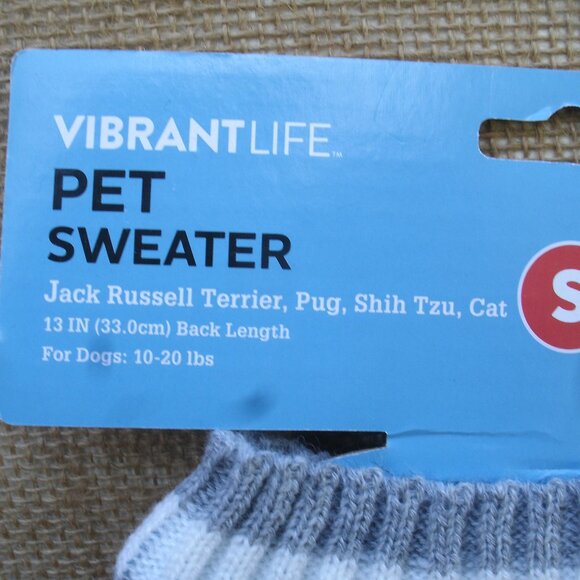 VIBRANTLIFE™
PET
SWEATER
Jack Russell Terrier, Pug, Shih Tzu, Cat
13 IN (33.0cm) Back Length
For Dogs: 10-20 lbs
S